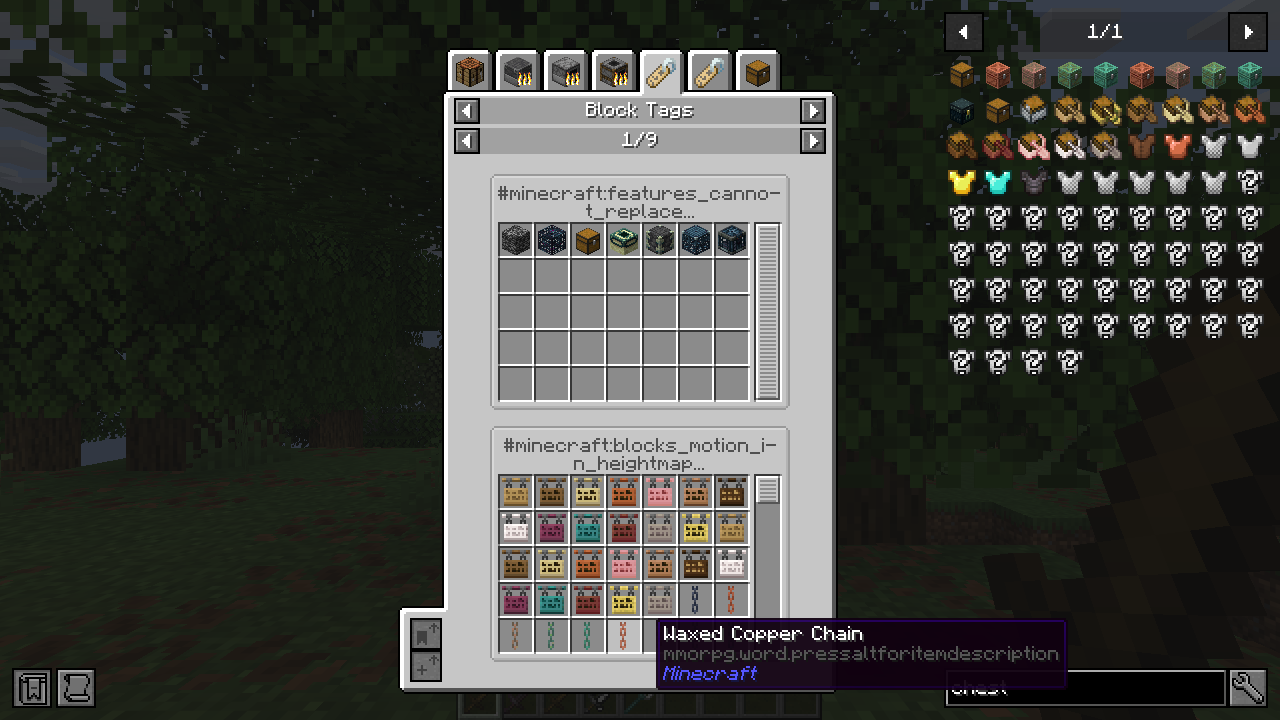 1/1
Block Tags
1/9
#minecraft:features_canno-
t_replace...
#minecraft:blocks_motion_i-
n_heightmap...
Waxed Copper Chain
mmorpg.word.pressaltforitemdescription
Minecraft
chest